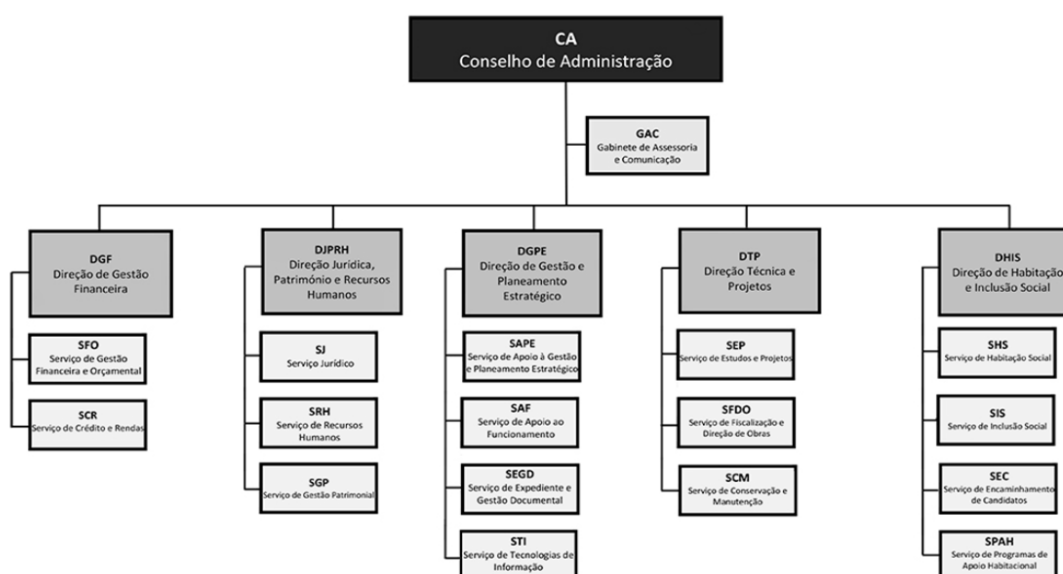 CA
Conselho de Administração
GAC
Gabinete de Assessoria
e Comunicação
DGF
Direção de Gestão
Financeira
SFO
Serviço de Gestão
Financeira e Orçamental
SCR
Serviço de Crédito e Rendas
DJPRH
Direção Jurídica,
Património e Recursos
Humanos
SJ
Serviço Jurídico
SRH
Serviço de Recursos
Humanos
SGP
Serviço de Gestão Patrimonial
DGPE
Direção de Gestão e
Planeamento
Estratégico
SAPE
Serviço de Apoio à Gestão
e Planeamento Estratégico
SAF
Serviço de Apoio ao
Funcionamento
SEGD
Serviço de Expediente e
Gestão Documental
STI
Serviço de Tecnologias de
Informação
DTP
Direção Técnica e
Projetos
SEP
Serviço de Estudos e Projetos
SFDO
Serviço de Fiscalização e
Direção de Obras
SCM
Serviço de Conservação e
Manutenção
DHIS
Direção de Habitação
e Inclusão Social
SHS
Serviço de Habitação Social
SIS
Serviço de Inclusão Social
SEC
Serviço de Encaminhamento
de Candidatos
SPAH
Serviço de Programas de
Apoio Habitacional